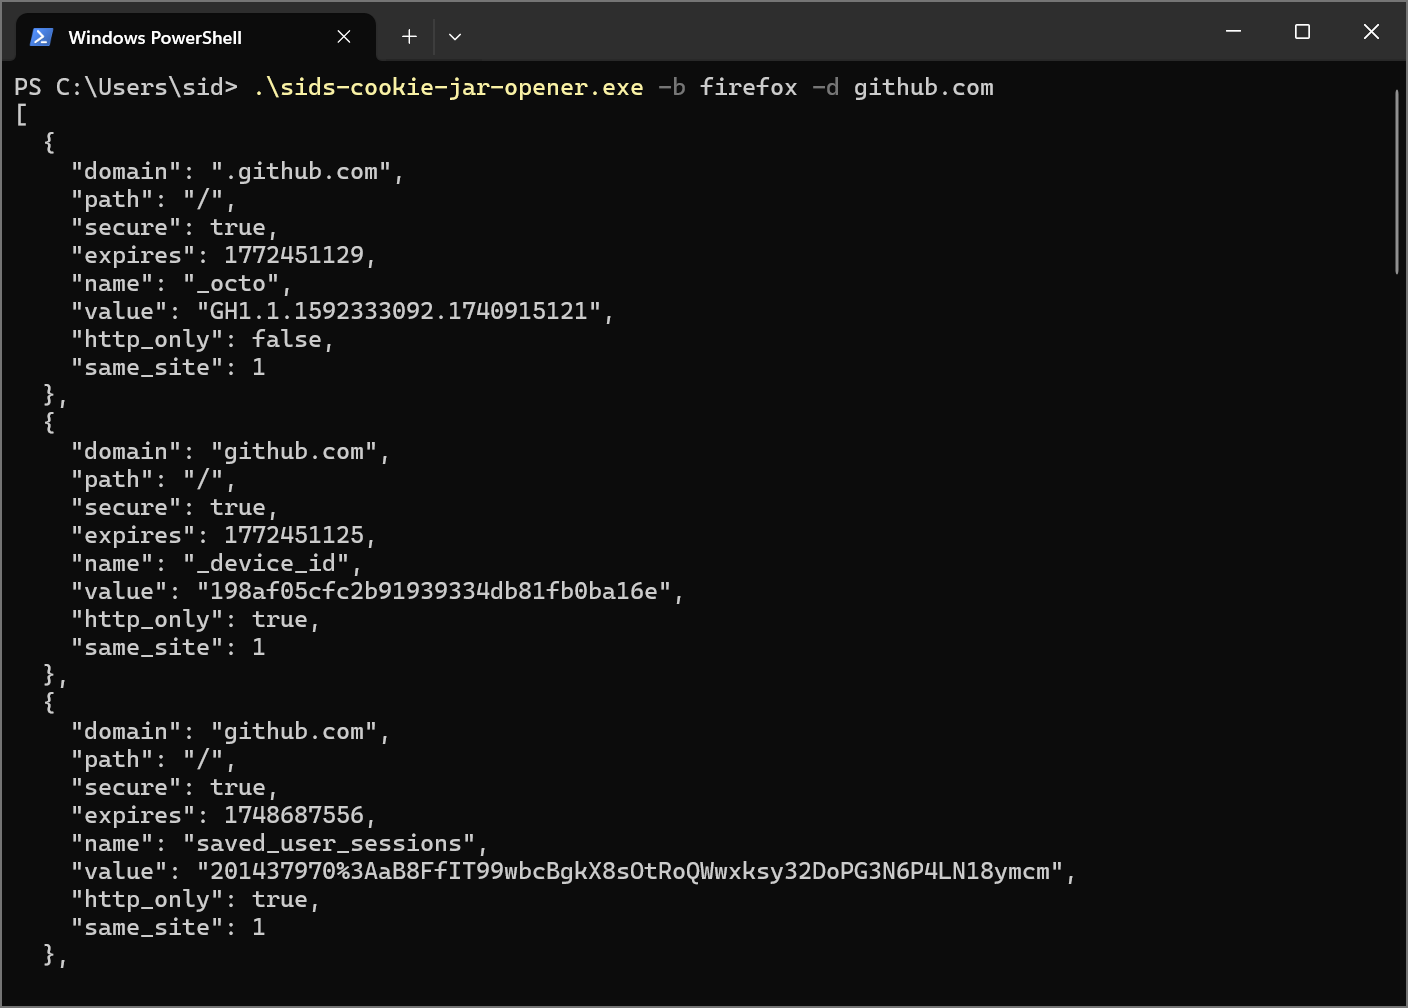 Windows PowerShell
PS C:\Users\sid> .\sids-cookie-jar-opener.exe -b firefox -d github.com
[
  {
    "domain": ".github.com",
    "path": "/",
    "secure": true,
    "expires": 1772451129,
    "name": "_octo",
    "value": "GH1.1.1592333092.1740915121",
    "http_only": false,
    "same_site": 1
  },
  {
    "domain": "github.com",
    "path": "/",
    "secure": true,
    "expires": 1772451125,
    "name": "_device_id",
    "value": "198af05cfc2b91939334db81fb0ba16e",
    "http_only": true,
    "same_site": 1
  },
  {
    "domain": "github.com",
    "path": "/",
    "secure": true,
    "expires": 1748687556,
    "name": "saved_user_sessions",
    "value": "201437970%3AaB8FfIT99wbcBgkX8sOtRoQWwxksy32DoPG3N6P4LN18ymcm",
    "http_only": true,
    "same_site": 1
  },